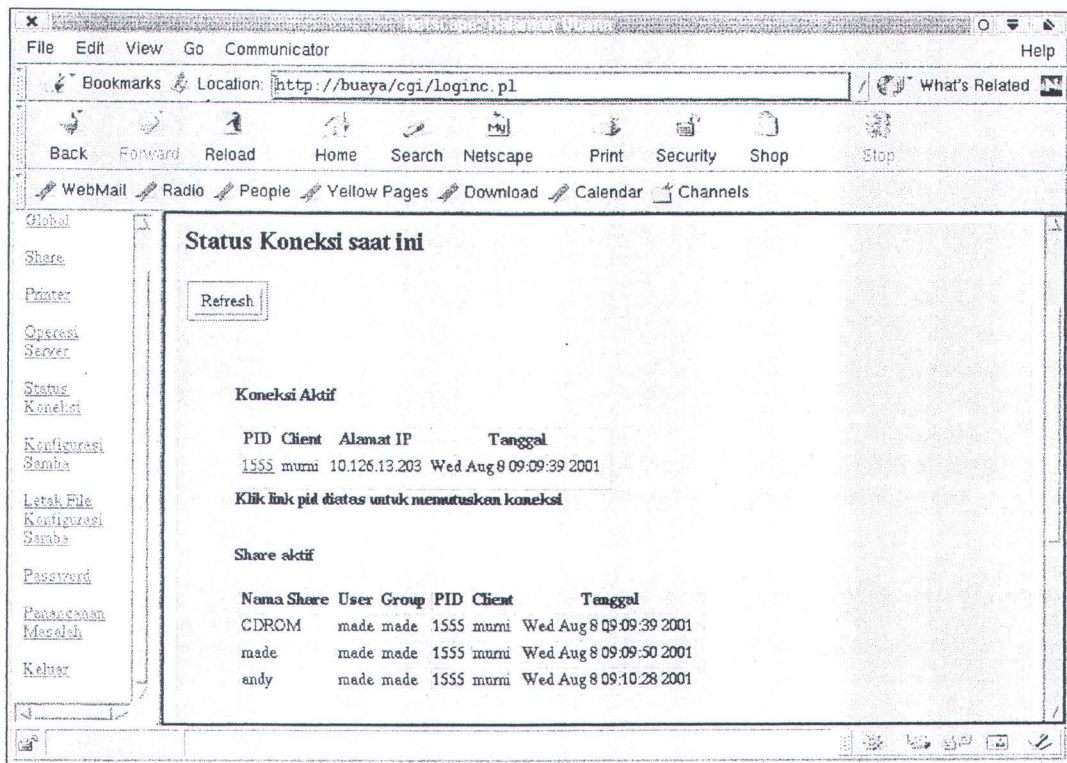 File Edit View Go Communicator Help
Bookmarks Location: http://buaya/cgi/loginc.pl What's Related
Back Forward Reload Home Search Netscape Print Security Shop Stop
WebMail Radio People Yellow Pages Download Calendar Channels
Global
Share
Printer
Operasi
Server
Status
Koneksi
Konfigurasi
Samba
Letak File
Konfigurasi
Samba
Password
Penanganan
Masalah
Keluar
Status Koneksi saat ini
Refresh
Koneksi Aktif
PID Client Alamat IP Tanggal
1555 murni 10.126.13.203 Wed Aug 8 09:09:39 2001
Klik link pid diatas untuk memutuskan koneksi
Share aktif
Nama Share User Group PID Client Tanggal
CDROM made made 1555 murni Wed Aug 8 09:09:39 2001
made made made 1555 murni Wed Aug 8 09:09:50 2001
andy made made 1555 murni Wed Aug 8 09:10:28 2001